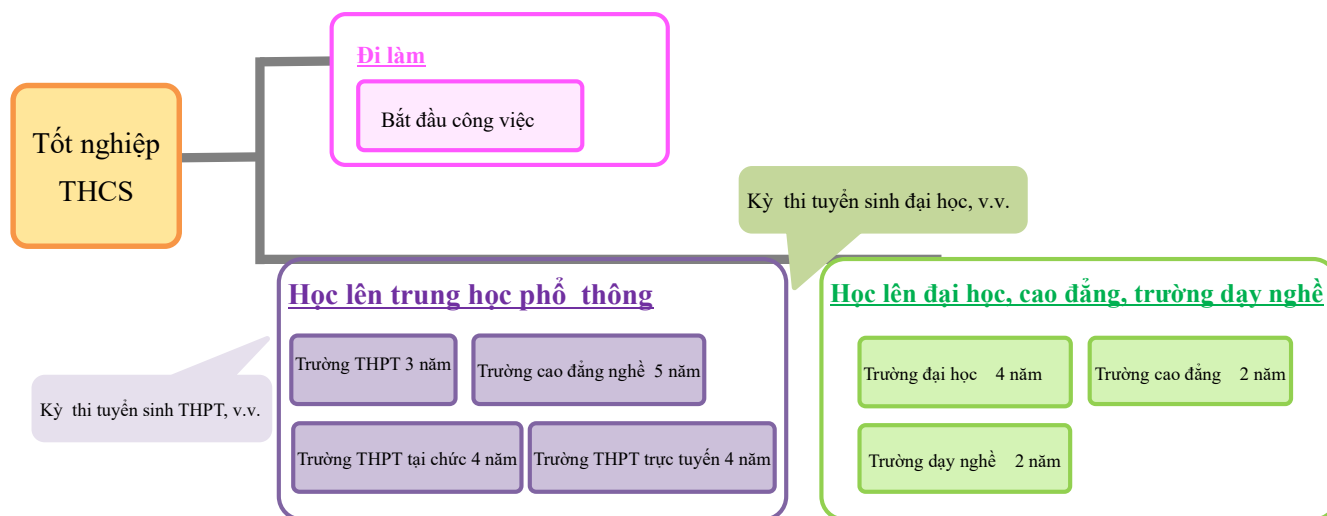 Đi làm
Bắt đầu công việc
Tốt nghiệp
THCS
Kỳ thi tuyển sinh đại học, v.v.
Học lên trung học phổ thông
Trường THPT 3 năm
Trường cao đẳng nghề 5 năm
Kỳ thi tuyển sinh THPT, v.v.
Trường THPT tại chức 4 năm
Trường THPT trực tuyến 4 năm
Học lên đại học, cao đẳng, trường dạy nghề
Trường đại học 4 năm
Trường cao đẳng 2 năm
Trường dạy nghề 2 năm